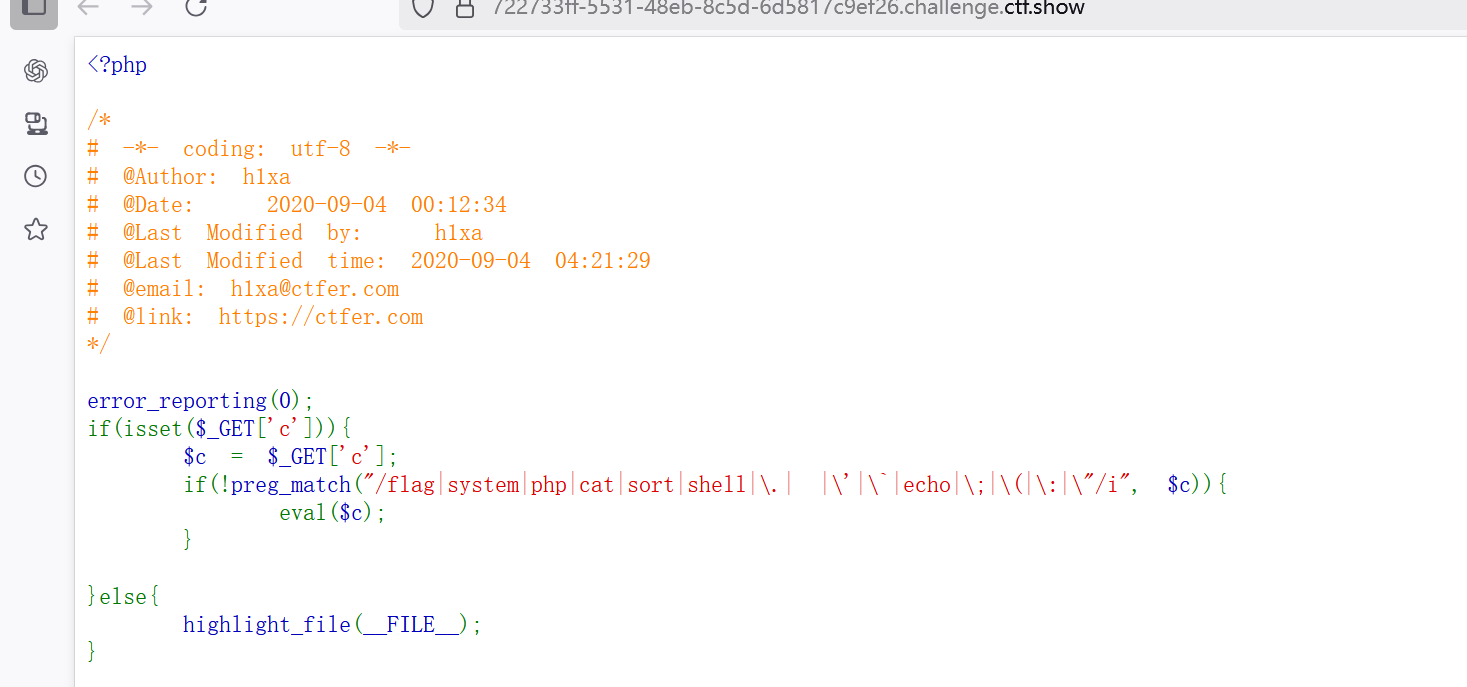 722733ff-5531-48eb-8c5d-6d5817c9ef26.challenge.ctf.show
<?php
/*
# -*- coding: utf-8 -*-
# @Author: h1xa
# @Date:   2020-09-04 00:12:34
# @Last Modified by:   h1xa
# @Last Modified time: 2020-09-04 04:21:29
# @email: h1xa@ctfer.com
# @link: https://ctfer.com
*/
error_reporting(0);
if(isset($_GET['c'])){
    $c = $_GET['c'];
    if(!preg_match("/flag|system|php|cat|sort|shell|\.| |\'|\`|echo|\;|\(|\:|\"/i", $c)){
        eval($c);
    }
}else{
    highlight_file(__FILE__);
}